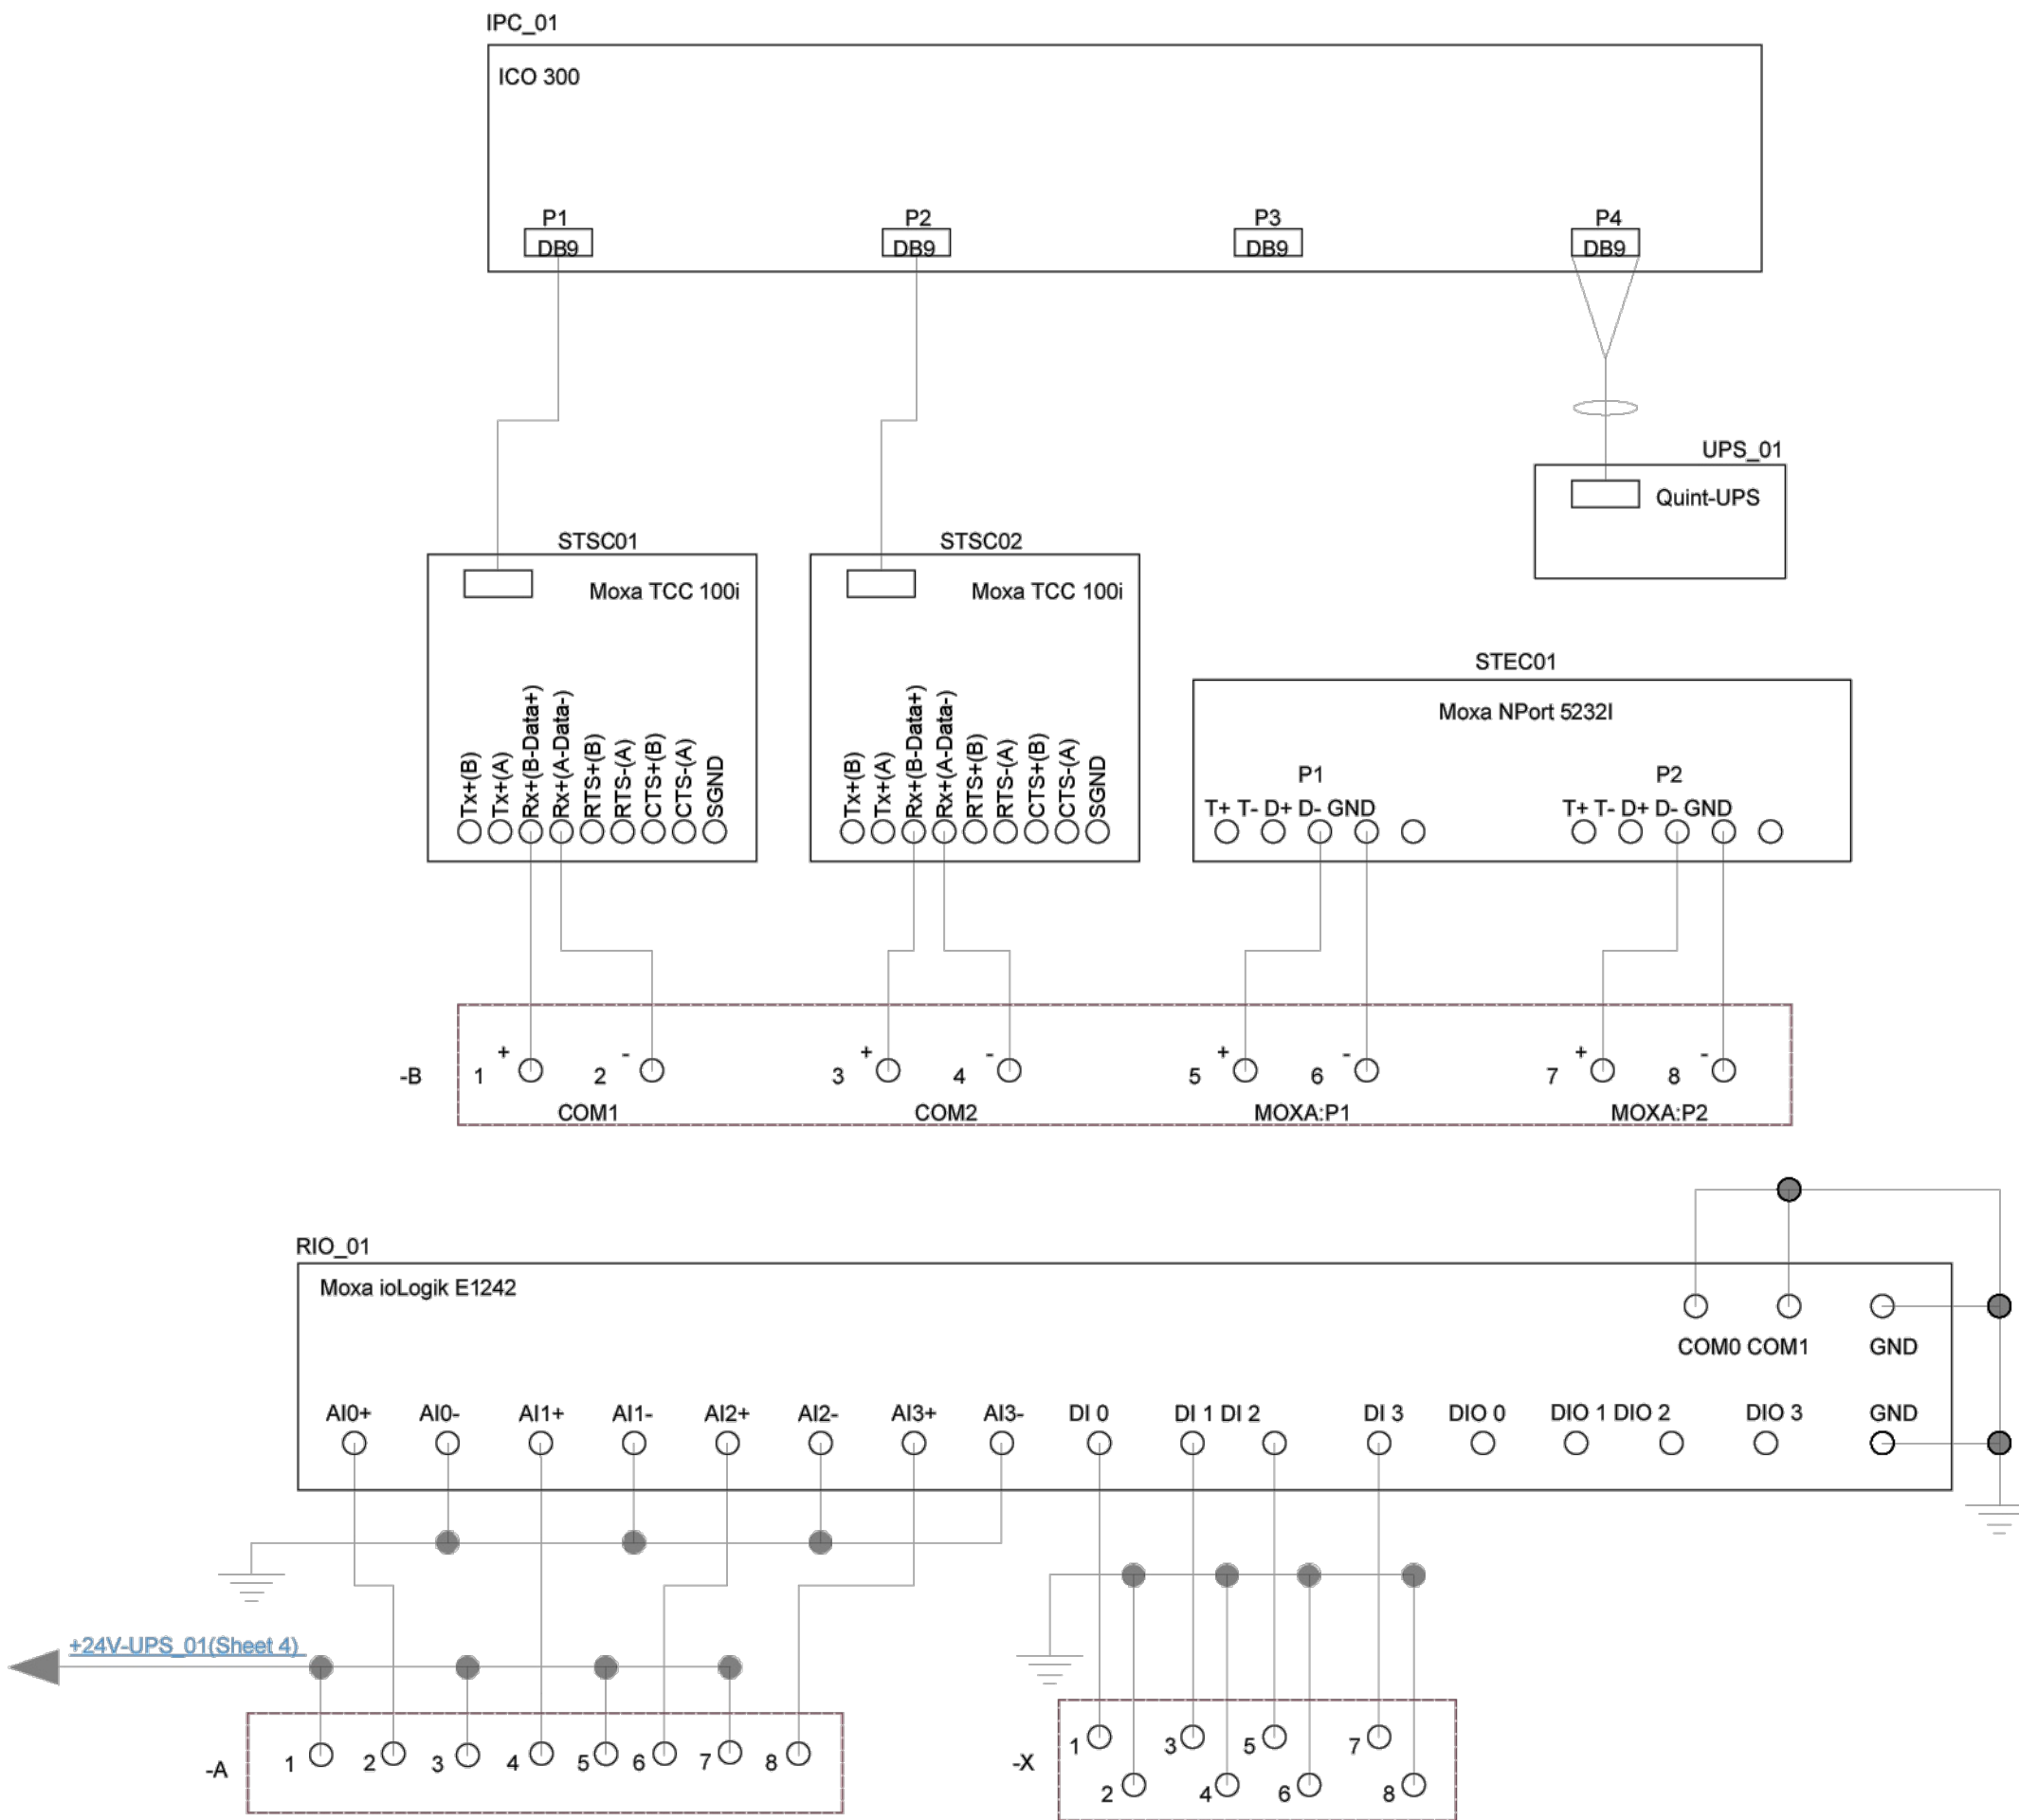 IPC_01
ICO 300
P1 P2 P3 P4
DB9 DB9 DB9 DB9
UPS_01
Quint-UPS
STSC01 STSC02
Moxa TCC 100i Moxa TCC 100i
STEC01
Moxa NPort 5232I
Tx+(B) Tx+(A) Rx+(B-Data+) Rx+(A-Data-) RTS+(B) RTS-(A) CTS+(B) CTS-(A) SGND
Tx+(B) Tx+(A) Rx+(B-Data+) Rx+(A-Data-) RTS+(B) RTS-(A) CTS+(B) CTS-(A) SGND
P1 P2
T+ T- D+ D- GND T+ T- D+ D- GND
+ - + - + - + -
-B 1 2 3 4 5 6 7 8
COM1 COM2 MOXA:P1 MOXA:P2
RIO_01
Moxa ioLogik E1242
COM0 COM1 GND
AI0+ AI0- AI1+ AI1- AI2+ AI2- AI3+ AI3- DI 0 DI 1 DI 2 DI 3 DIO 0 DIO 1 DIO 2 DIO 3 GND
+24V-UPS_01(Sheet 4)
-A 1 2 3 4 5 6 7 8
-X 1 3 5 7
2 4 6 8